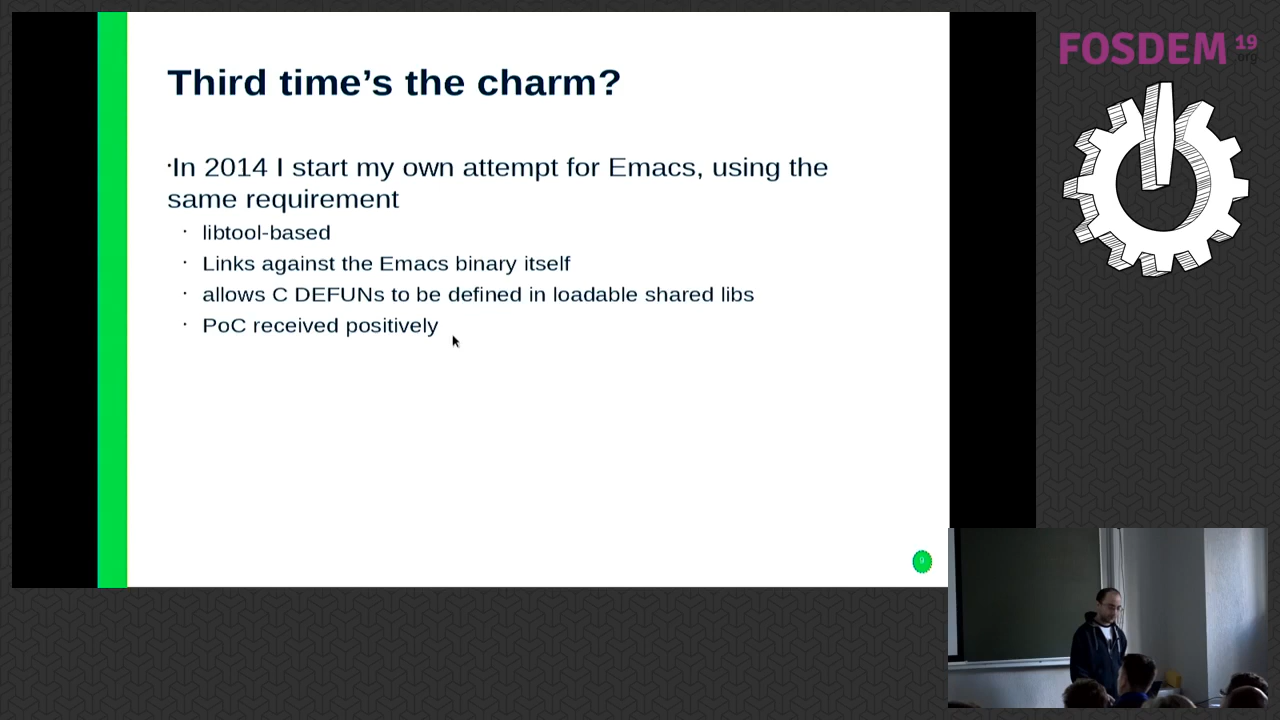 Third time’s the charm?
·In 2014 I start my own attempt for Emacs, using the
same requirement
· libtool-based
· Links against the Emacs binary itself
· allows C DEFUNs to be defined in loadable shared libs
· PoC received positively
9
FOSDEM 19
.org